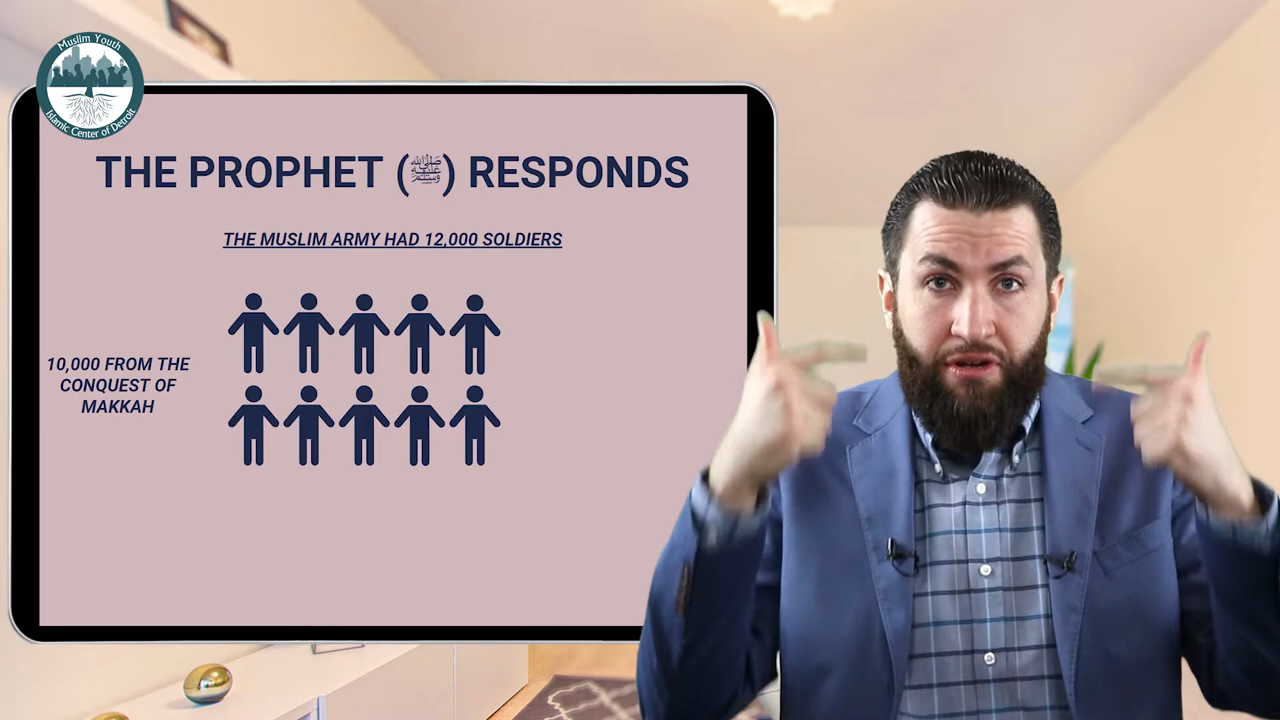 Muslim Youth
Islamic Center of Detroit
THE PROPHET (ﷺ) RESPONDS
THE MUSLIM ARMY HAD 12,000 SOLDIERS
10,000 FROM THE
CONQUEST OF
MAKKAH